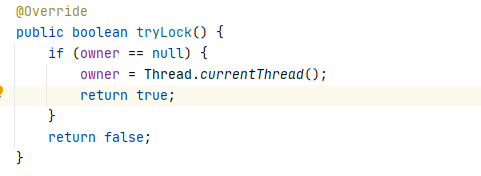 @Override
public boolean tryLock() {
    if (owner == null) {
        owner = Thread.currentThread();
        return true;
    }
    return false;
}